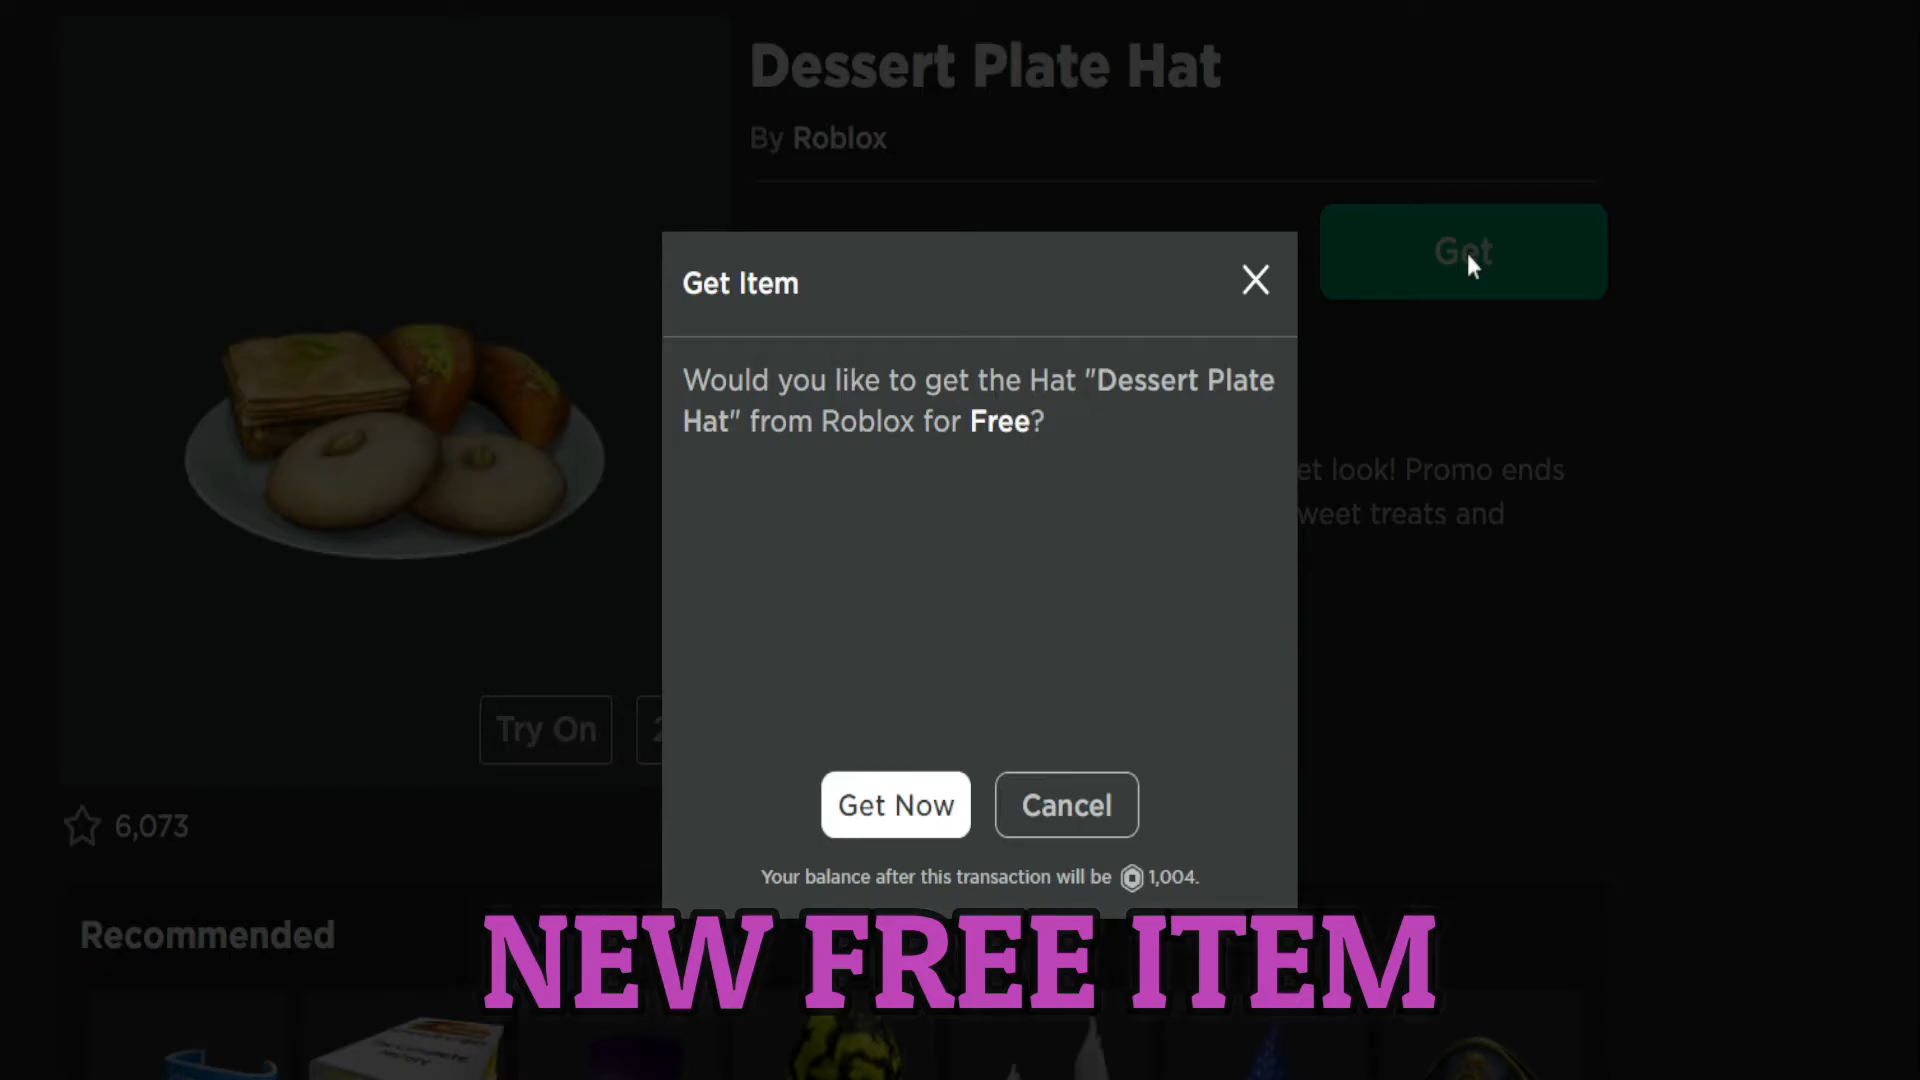 Dessert Plate Hat
By Roblox
Get
Get Item
Would you like to get the Hat "Dessert Plate
Hat" from Roblox for Free?
et look! Promo ends
weet treats and
Try On
Get Now
Cancel
6,073
Your balance after this transaction will be 1,004.
Recommended
NEW FREE ITEM